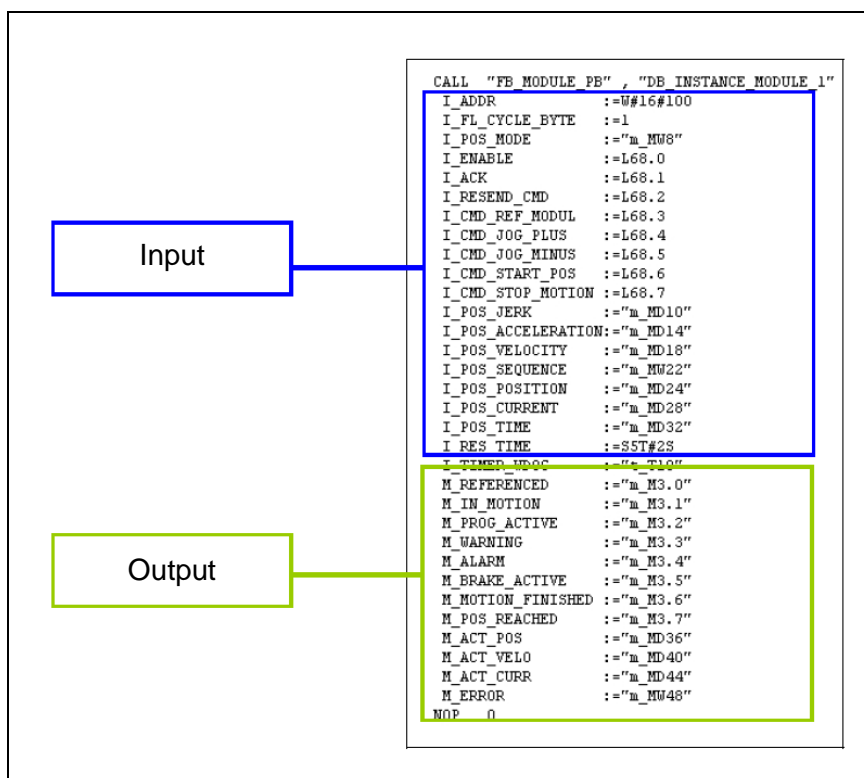 Input
Output
CALL "FB_MODULE_PB" , "DB_INSTANCE_MODULE_1"
I_ADDR :=W#16#100
I_FL_CYCLE_BYTE :=1
I_POS_MODE :="m_MW8"
I_ENABLE :=L68.0
I_ACK :=L68.1
I_RESEND_CMD :=L68.2
I_CMD_REF_MODUL :=L68.3
I_CMD_JOG_PLUS :=L68.4
I_CMD_JOG_MINUS :=L68.5
I_CMD_START_POS :=L68.6
I_CMD_STOP_MOTION :=L68.7
I_POS_JERK :="m_MD10"
I_POS_ACCELERATION:="m_MD14"
I_POS_VELOCITY :="m_MD18"
I_POS_SEQUENCE :="m_MW22"
I_POS_POSITION :="m_MD24"
I_POS_CURRENT :="m_MD28"
I_POS_TIME :="m_MD32"
I_RES_TIME :=S5T#2S
I_TIMER_WDOG
M_REFERENCED :="m_M3.0"
M_IN_MOTION :="m_M3.1"
M_PROG_ACTIVE :="m_M3.2"
M_WARNING :="m_M3.3"
M_ALARM :="m_M3.4"
M_BRAKE_ACTIVE :="m_M3.5"
M_MOTION_FINISHED :="m_M3.6"
M_POS_REACHED :="m_M3.7"
M_ACT_POS :="m_MD36"
M_ACT_VELO :="m_MD40"
M_ACT_CURR :="m_MD44"
M_ERROR :="m_MW48"
NOP 0